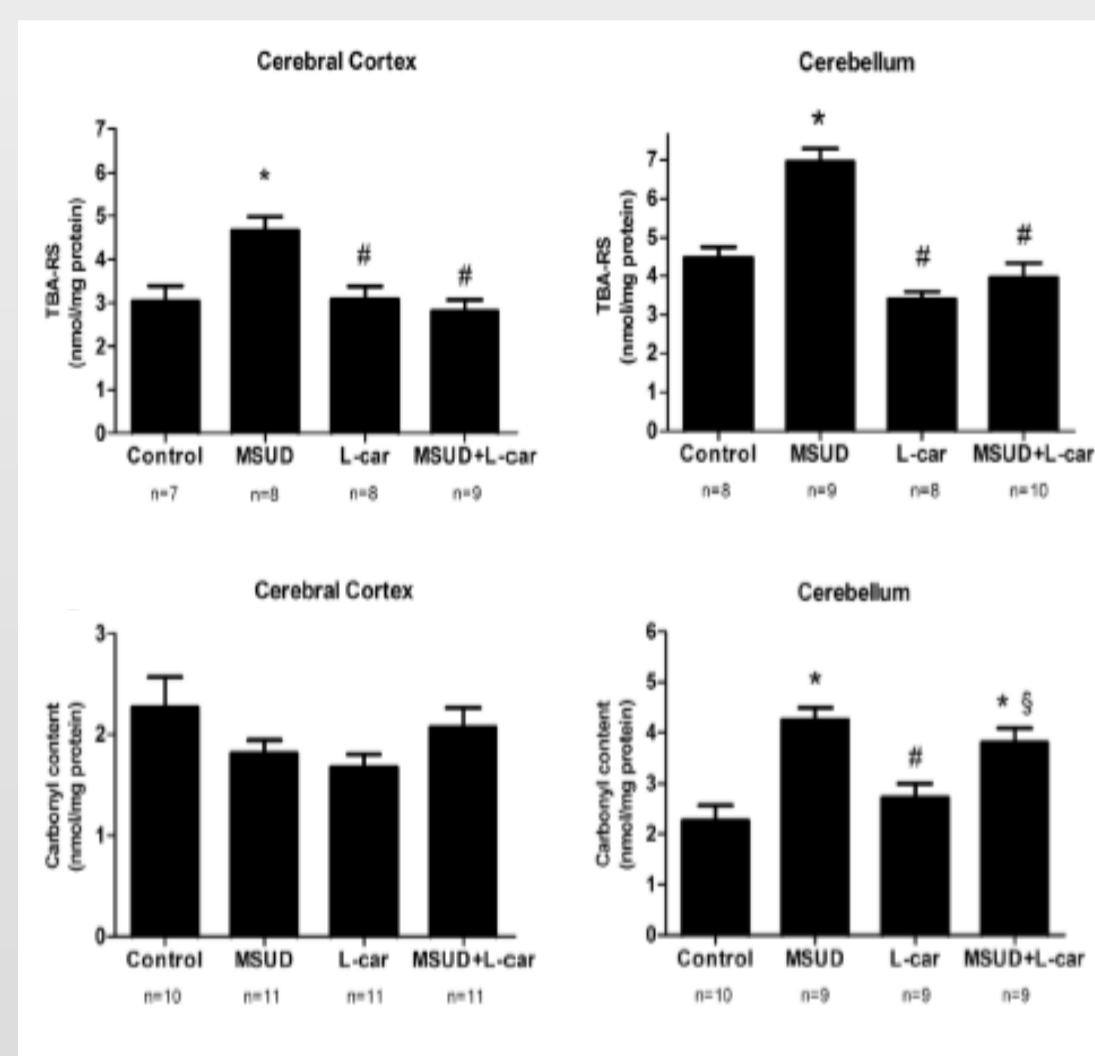 Cerebral Cortex
TBA-RS
(nmol/mg protein)
7
6
5
4
3
2
1
0
*
#
#
Control MSUD L-car MSUD+L-car
n=7 n=8 n=8 n=9
Cerebellum
TBA-RS
(nmol/mg protein)
7
6
5
4
3
2
1
0
*
#
#
Control MSUD L-car MSUD+L-car
n=8 n=9 n=8 n=10
Cerebral Cortex
Carbonyl content
(nmol/mg protein)
3
2
1
0
Control MSUD L-car MSUD+L-car
n=10 n=11 n=11 n=11
Cerebellum
Carbonyl content
(nmol/mg protein)
6
5
4
3
2
1
0
*
#
* §
Control MSUD L-car MSUD+L-car
n=10 n=9 n=9 n=9